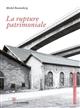 Michel Rautenberg
La rupture
patrimoniale